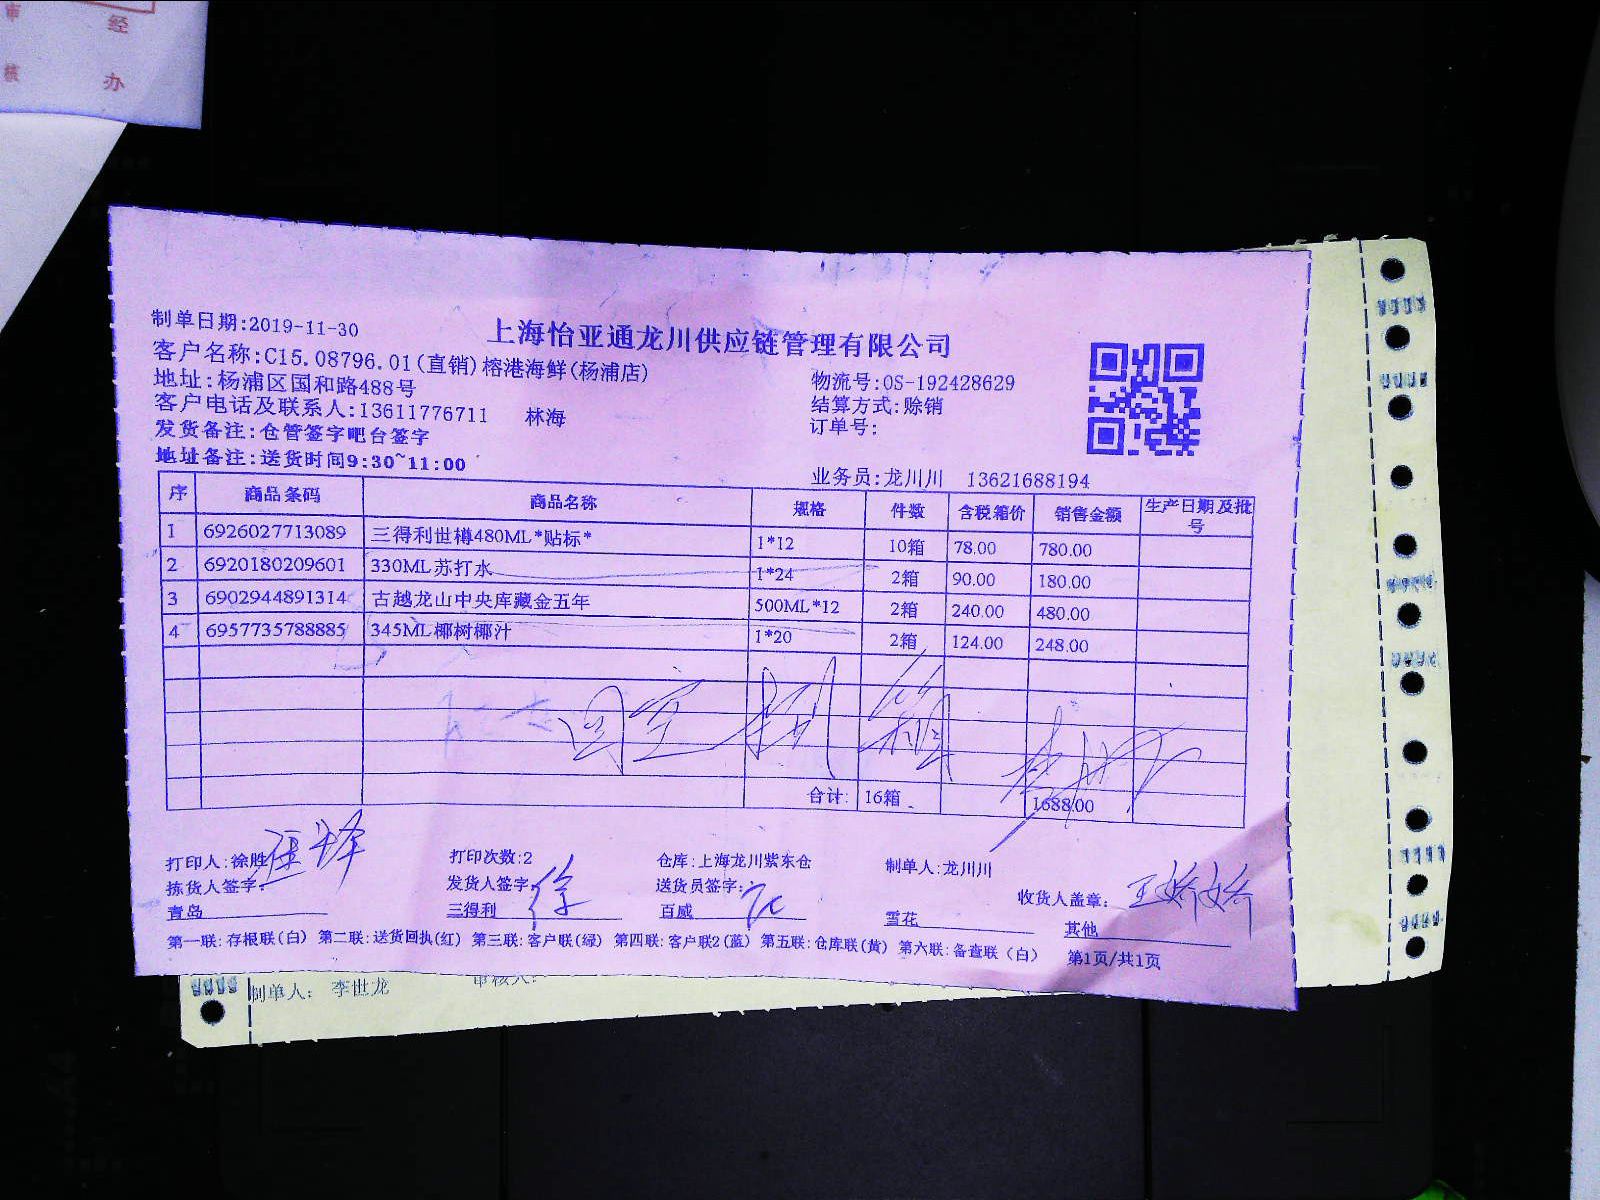 审 经
核 办
制单日期:2019-11-30
上海怡亚通龙川供应链管理有限公司
客户名称:C15.08796.01(直销)榕港海鲜(杨浦店)
地址:杨浦区国和路488号
物流号:OS-192428629
客户电话及联系人:13611776711 林海
结算方式:赊销
发货备注:仓管签字吧台签字
订单号:
地址备注:送货时间9:30~11:00
业务员:龙川川 13621688194
序 商品条码 商品名称 规格 件数 含税箱价 销售金额 生产日期及批号
1 6926027713089 三得利世樽480ML*贴标* 1*12 10箱 78.00 780.00
2 6920180209601 330ML苏打水 1*24 2箱 90.00 180.00
3 6902944891314 古越龙山中央库藏金五年 500ML*12 2箱 240.00 480.00
4 6957735788885 345ML椰树椰汁 1*20 2箱 124.00 248.00
合计: 16箱 1688.00
打印人:徐胜 打印次数:2 仓库:上海龙川紫东仓 制单人:龙川川
拣货人签字: 发货人签字: 徐 送货员签字: 收货人盖章:
青岛 三得利 百威 雪花 其他
第一联:存根联(白) 第二联:送货回执(红) 第三联:客户联(绿) 第四联:客户联2(蓝) 第五联:仓库联(黄) 第六联:备查联(白) 第1页/共1页
制单人: 李世龙 审核人: